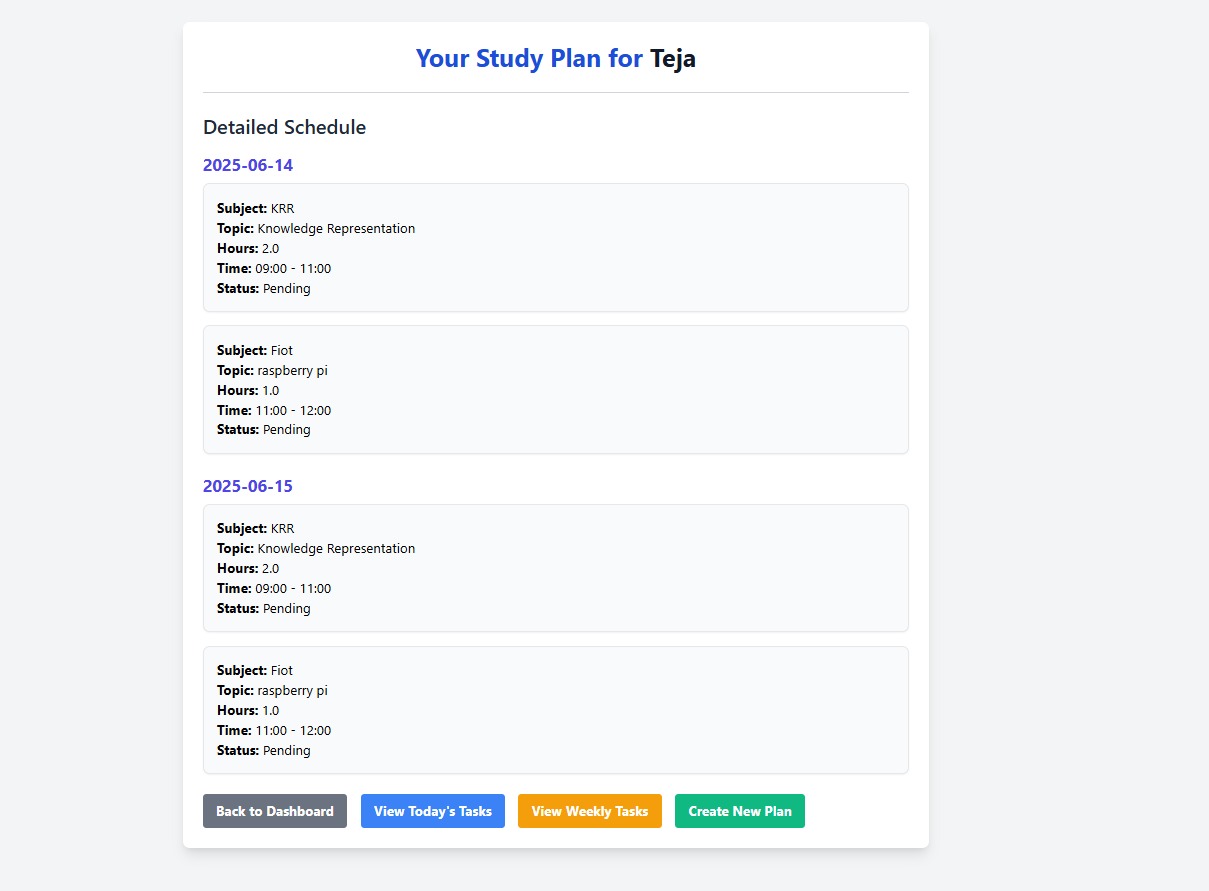 Your Study Plan for Teja
Detailed Schedule
2025-06-14
Subject: KRR
Topic: Knowledge Representation
Hours: 2.0
Time: 09:00 - 11:00
Status: Pending
Subject: Fiot
Topic: raspberry pi
Hours: 1.0
Time: 11:00 - 12:00
Status: Pending
2025-06-15
Subject: KRR
Topic: Knowledge Representation
Hours: 2.0
Time: 09:00 - 11:00
Status: Pending
Subject: Fiot
Topic: raspberry pi
Hours: 1.0
Time: 11:00 - 12:00
Status: Pending
Back to Dashboard View Today's Tasks View Weekly Tasks Create New Plan